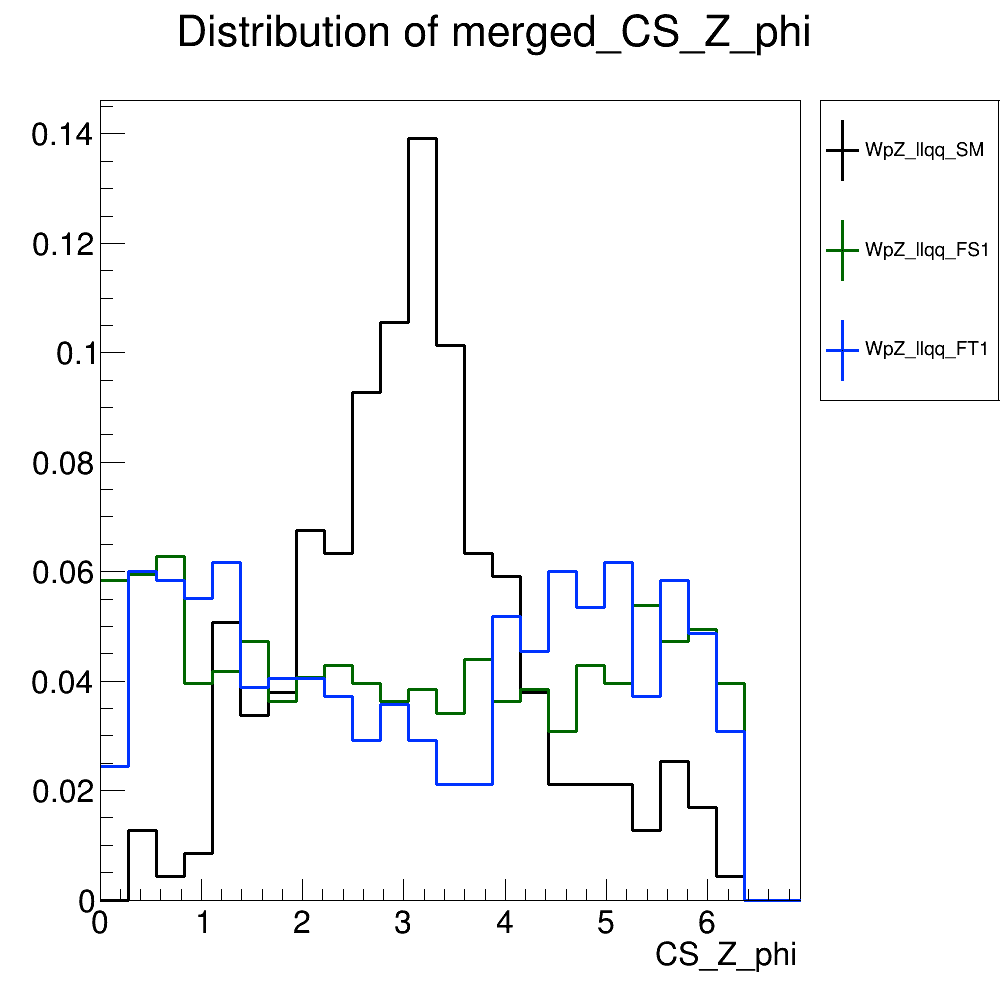 Distribution of merged_CS_Z_phi
0.14
0.12
0.1
0.08
0.06
0.04
0.02
0
0 1 2 3 4 5 6
CS_Z_phi
WpZ_llqq_SM
WpZ_llqq_FS1
WpZ_llqq_FT1